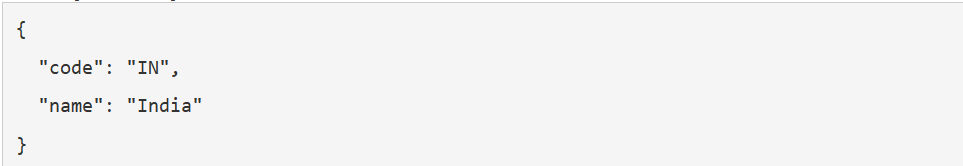 {
  "code": "IN",
  "name": "India"
}